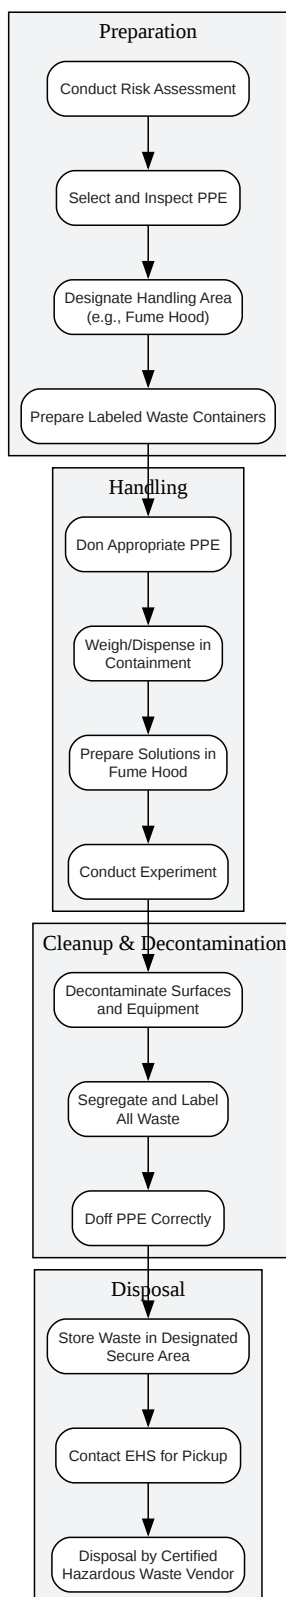 Preparation
Conduct Risk Assessment
Select and Inspect PPE
Designate Handling Area
(e.g., Fume Hood)
Prepare Labeled Waste Containers
Handling
Don Appropriate PPE
Weigh/Dispense in
Containment
Prepare Solutions in
Fume Hood
Conduct Experiment
Cleanup & Decontamination
Decontaminate Surfaces
and Equipment
Segregate and Label
All Waste
Doff PPE Correctly
Disposal
Store Waste in Designated
Secure Area
Contact EHS for Pickup
Disposal by Certified
Hazardous Waste Vendor